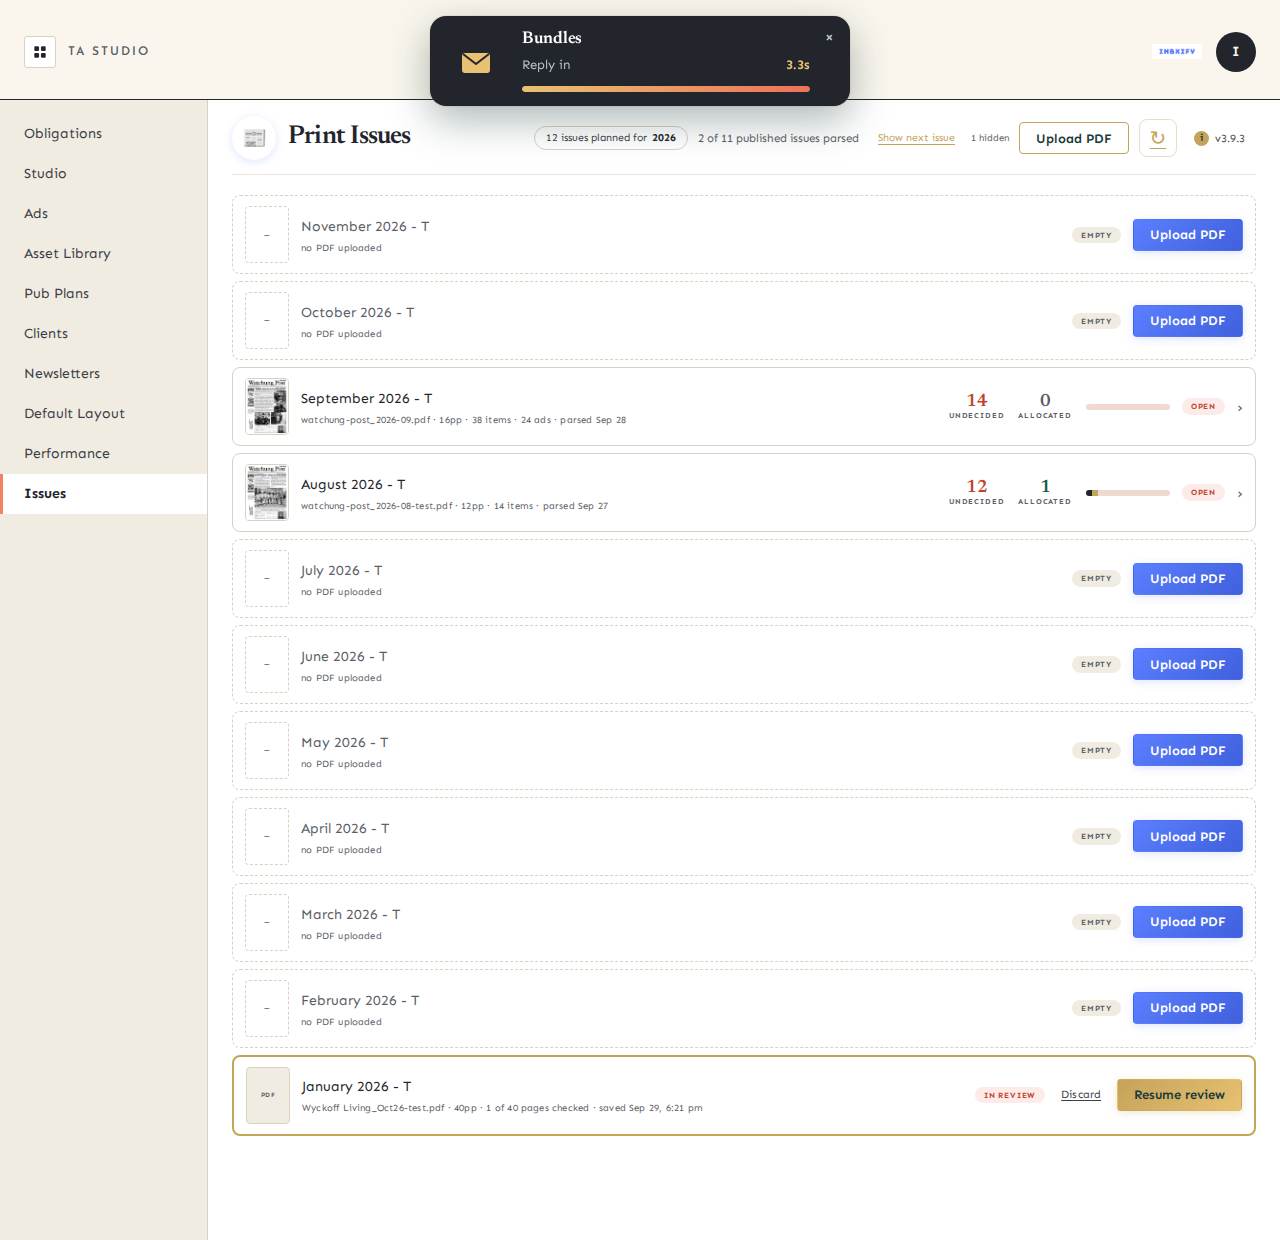 TA STUDIO
Bundles
×
Reply in
3.3s
INBXIFY
I
Obligations
Studio
Ads
Asset Library
Pub Plans
Clients
Newsletters
Default Layout
Performance
Issues
Print Issues
12 issues planned for 2026
2 of 11 published issues parsed
Show next issue
1 hidden
Upload PDF
↻
i
v3.9.3
–
November 2026 - T
no PDF uploaded
EMPTY
Upload PDF
–
October 2026 - T
no PDF uploaded
EMPTY
Upload PDF
Watchung Post
September 2026 - T
watchung-post_2026-09.pdf · 16pp · 38 items · 24 ads · parsed Sep 28
14
UNDECIDED
0
ALLOCATED
OPEN
›
Watchung Post
August 2026 - T
watchung-post_2026-08-test.pdf · 12pp · 14 items · parsed Sep 27
12
UNDECIDED
1
ALLOCATED
OPEN
›
–
July 2026 - T
no PDF uploaded
EMPTY
Upload PDF
–
June 2026 - T
no PDF uploaded
EMPTY
Upload PDF
–
May 2026 - T
no PDF uploaded
EMPTY
Upload PDF
–
April 2026 - T
no PDF uploaded
EMPTY
Upload PDF
–
March 2026 - T
no PDF uploaded
EMPTY
Upload PDF
–
February 2026 - T
no PDF uploaded
EMPTY
Upload PDF
PDF
January 2026 - T
Wyckoff Living_Oct26-test.pdf · 40pp · 1 of 40 pages checked · saved Sep 29, 6:21 pm
IN REVIEW
Discard
Resume review